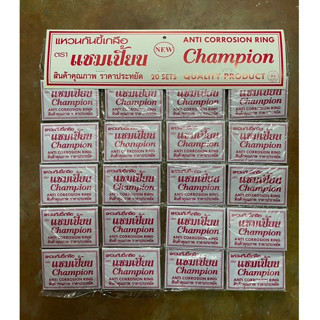 แหวนกันขี้เกลือ
ตรา แชมเปี้ยน
สินค้าคุณภาพ ราคาประหยัด
NEW
20 SETS
ANTI CORROSION RING
Champion
QUALITY PRODUCT
แหวนกันขี้เกลือ
แชมเปี้ยน
Champion
ANTI CORROSION RING
สินค้าคุณภาพ ราคาประหยัด